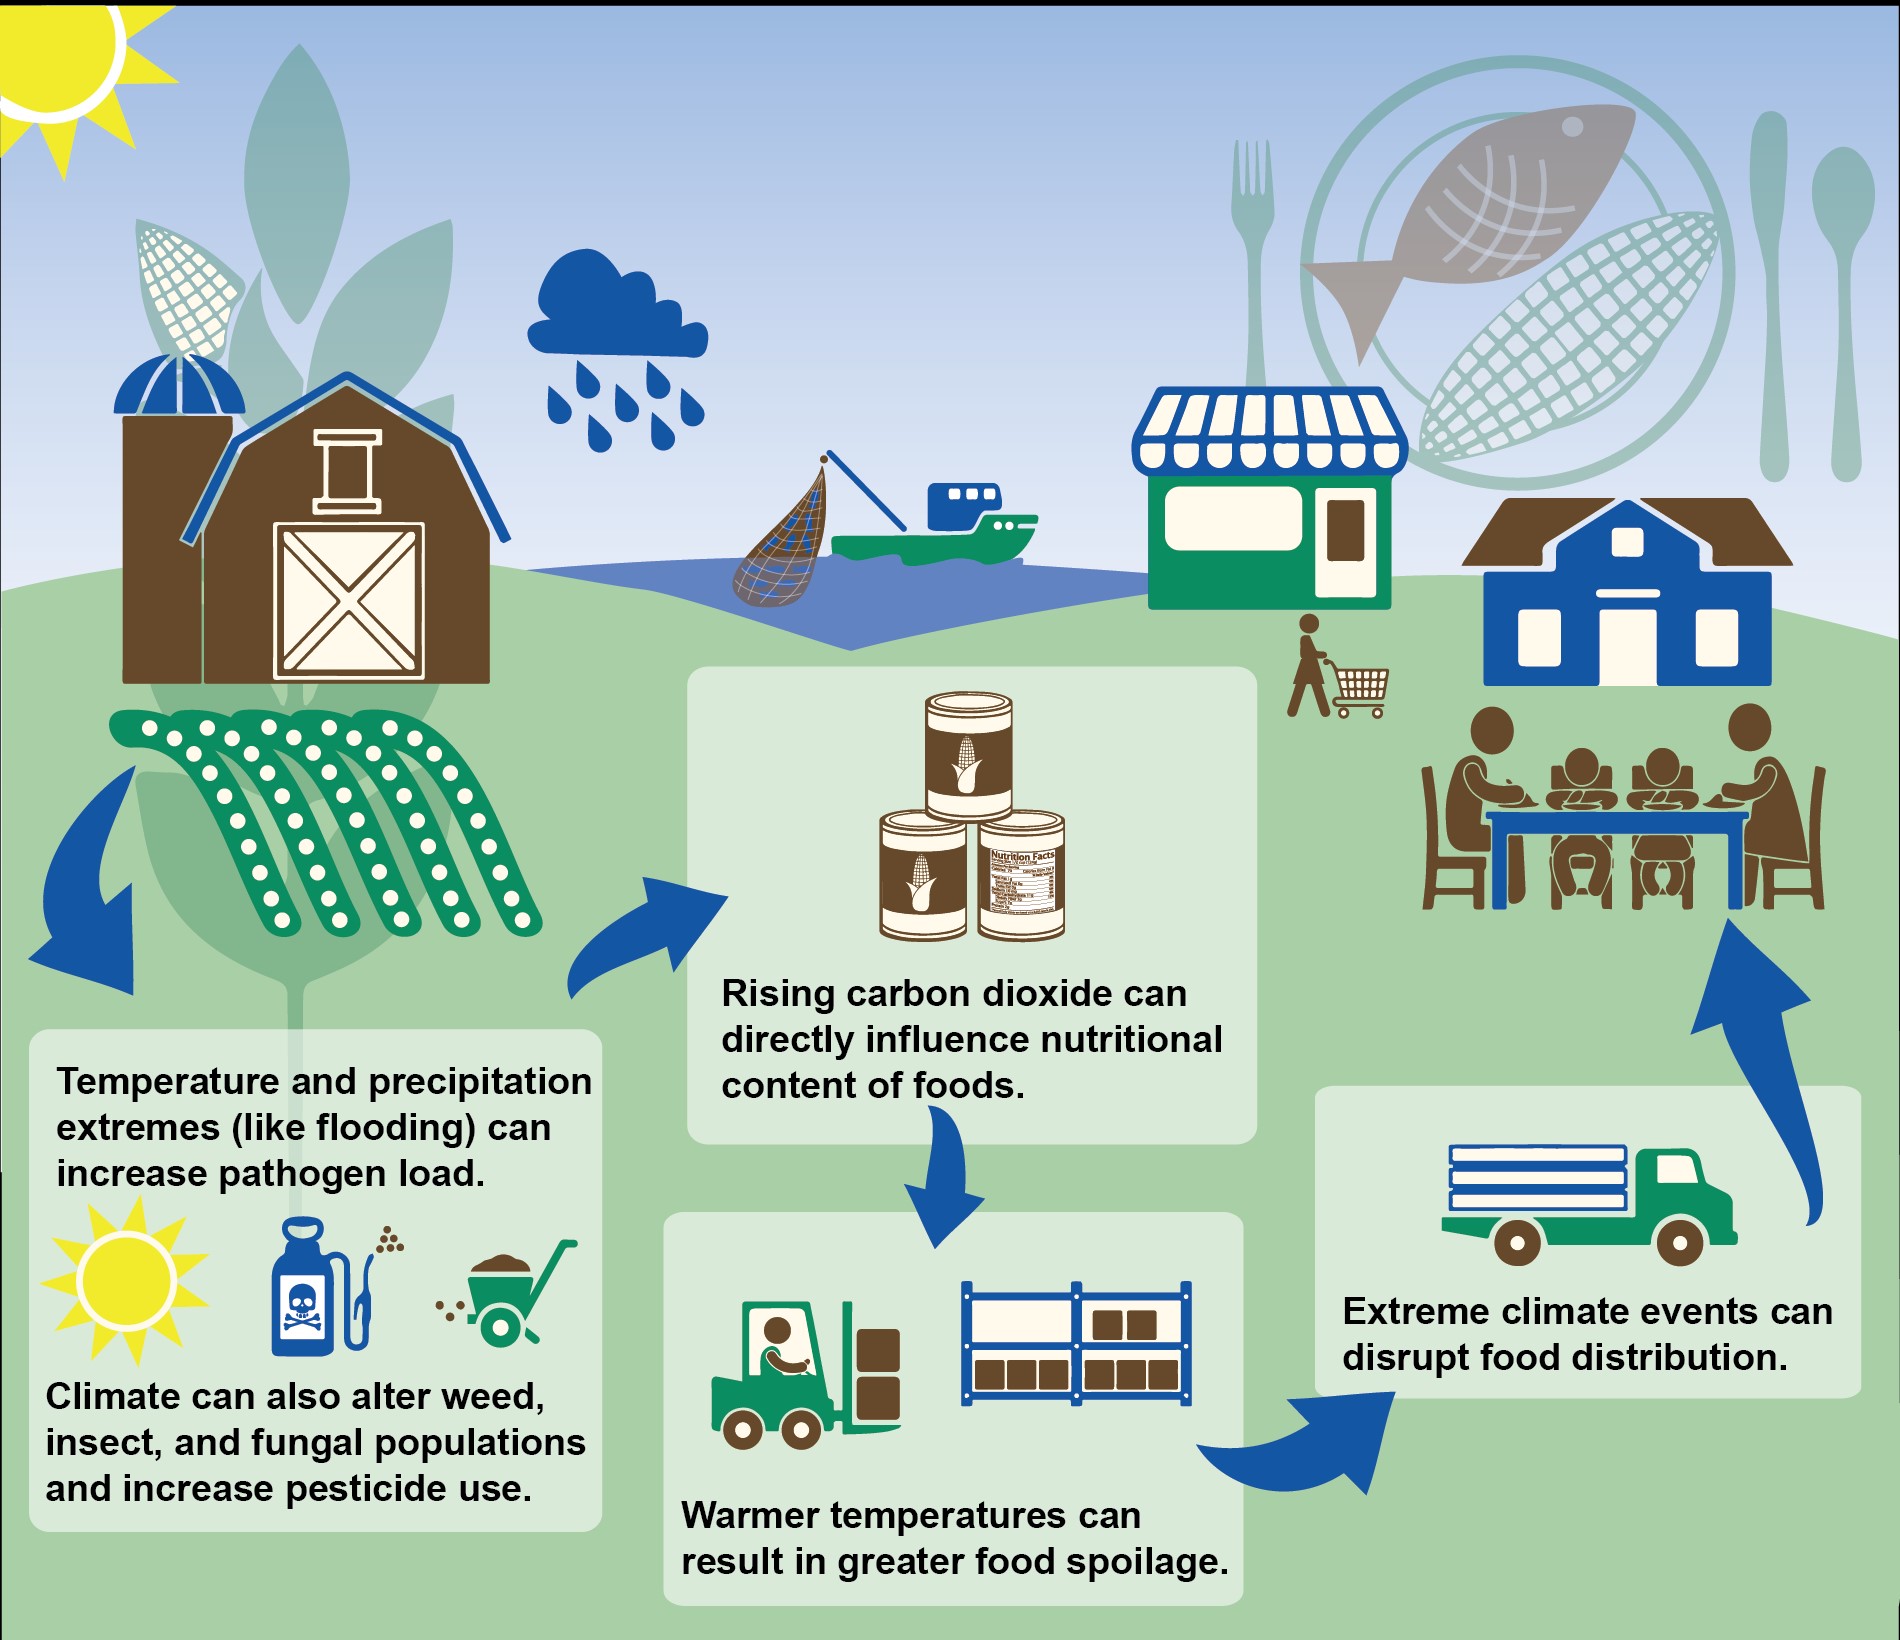 Nutrition Facts
Rising carbon dioxide can
directly influence nutritional
content of foods.
Temperature and precipitation
extremes (like flooding) can
increase pathogen load.
Climate can also alter weed,
insect, and fungal populations
and increase pesticide use.
Warmer temperatures can
result in greater food spoilage.
Extreme climate events can
disrupt food distribution.